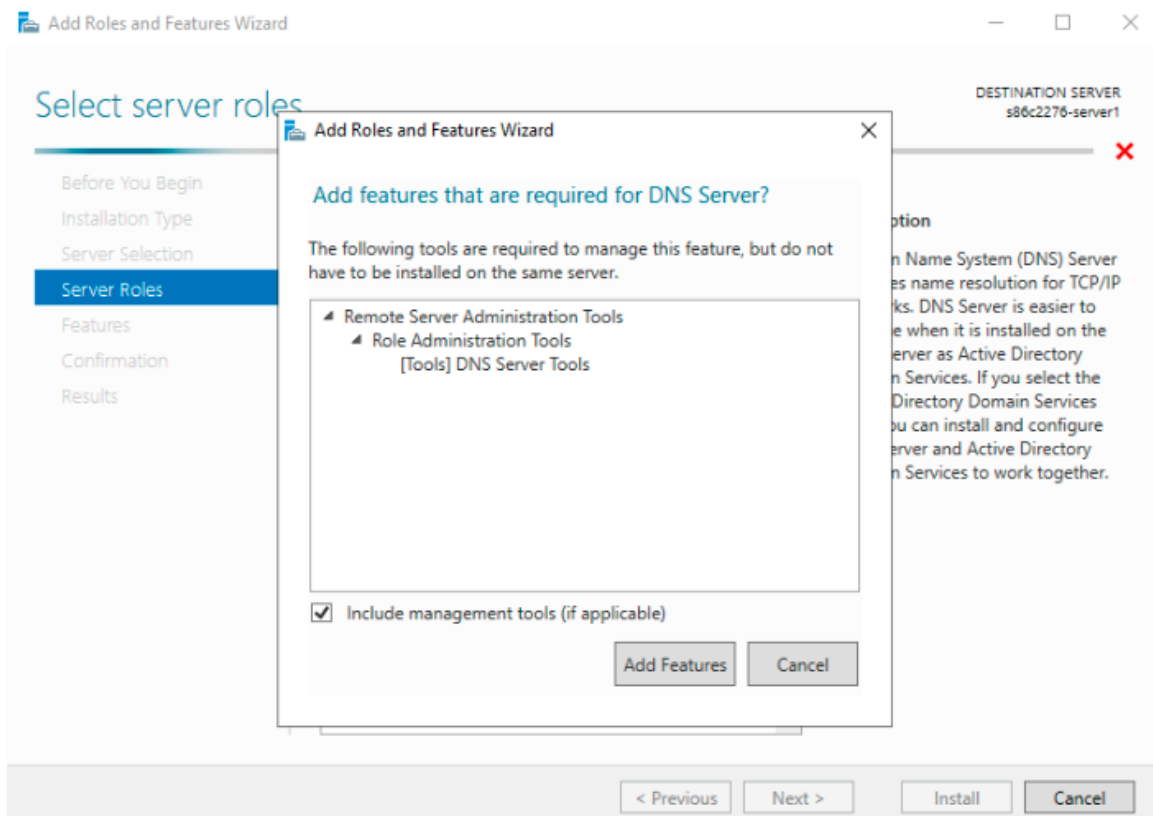 Add Roles and Features Wizard
Select server roles
DESTINATION SERVER
s86c2276-server1
Before You Begin
Installation Type
Server Selection
Server Roles
Features
Confirmation
Results
Add Roles and Features Wizard
Add features that are required for DNS Server?
The following tools are required to manage this feature, but do not
have to be installed on the same server.
Remote Server Administration Tools
Role Administration Tools
[Tools] DNS Server Tools
Include management tools (if applicable)
Add Features
Cancel
Name System (DNS) Server
name resolution for TCP/IP
DNS Server is easier to
when it is installed on the
as Active Directory
Services. If you select the
Directory Domain Services
can install and configure
and Active Directory
Services to work together.
< Previous
Next >
Install
Cancel